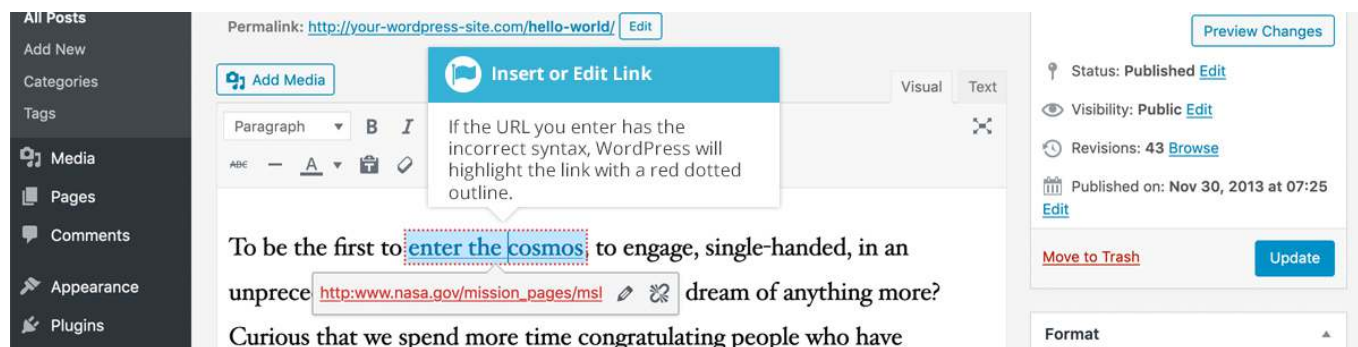 All Posts
Add New
Categories
Tags
Media
Pages
Comments
Appearance
Plugins
Permalink: http://your-wordpress-site.com/hello-world/ Edit
Add Media
Visual Text
Paragraph B I
ABC A
Insert or Edit Link
If the URL you enter has the
incorrect syntax, WordPress will
highlight the link with a red dotted
outline.
To be the first to enter the cosmos, to engage, single-handed, in an
unprece http:www.nasa.gov/mission_pages/msl dream of anything more?
Curious that we spend more time congratulating people who have
Preview Changes
Status: Published Edit
Visibility: Public Edit
Revisions: 43 Browse
Published on: Nov 30, 2013 at 07:25
Edit
Move to Trash Update
Format